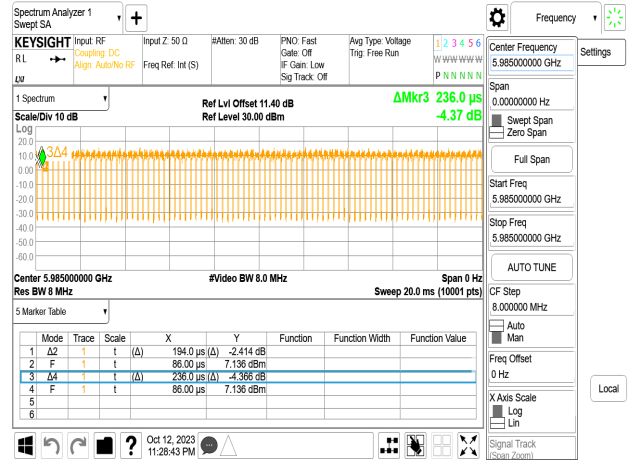 Spectrum Analyzer 1
Swept SA
Frequency
KEYSIGHT
Input: RF
Input Z: 50 Ω
#Atten: 30 dB
PNO: Fast
Avg Type: Voltage
1 2 3 4 5 6
RL
Coupling: DC
Gate: Off
Trig: Free Run
Align: Auto/No RF
Freq Ref: Int (S)
IF Gain: Low
W W W W W W
Sig Track: Off
P N N N N N
LXI
1 Spectrum
Ref Lvl Offset 11.40 dB
ΔMkr3 236.0 µs
Scale/Div 10 dB
Ref Level 30.00 dBm
-4.37 dB
Log
20.0
10.0
0.00
-10.0
-20.0
-30.0
-40.0
-50.0
-60.0
3Δ4
Center 5.985000000 GHz
#Video BW 8.0 MHz
Span 0 Hz
Res BW 8 MHz
Sweep 20.0 ms (10001 pts)
5 Marker Table
Mode Trace Scale X Y Function Function Width Function Value
1 Δ2 1 t (Δ) 194.0 µs (Δ) -2.414 dB
2 F 1 t 86.00 µs 7.136 dBm
3 Δ4 1 t (Δ) 236.0 µs (Δ) -4.366 dB
4 F 1 t 86.00 µs 7.136 dBm
5
6
Oct 12, 2023
11:28:43 PM
Center Frequency
5.985000000 GHz
Span
0.00000000 Hz
Swept Span
Zero Span
Full Span
Start Freq
5.985000000 GHz
Stop Freq
5.985000000 GHz
AUTO TUNE
CF Step
8.000000 MHz
Auto
Man
Freq Offset
0 Hz
X Axis Scale
Log
Lin
Signal Track
(Span Zoom)
Settings
Local